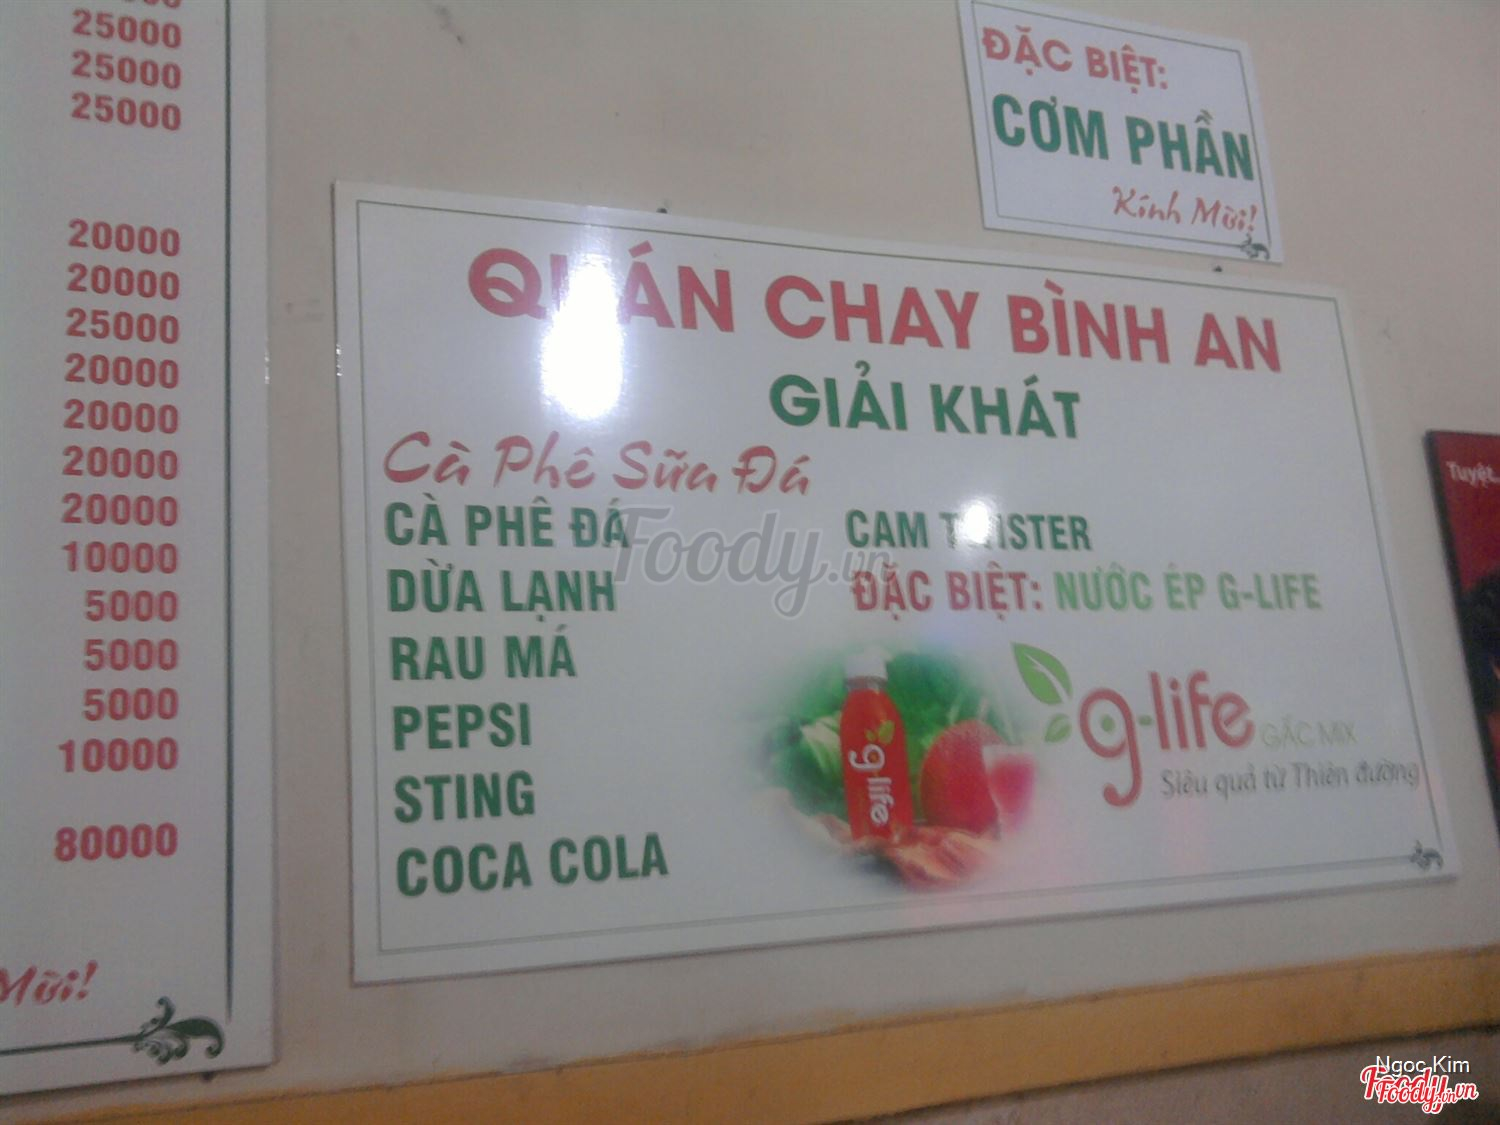 25000
25000
25000
20000
20000
25000
20000
20000
20000
20000
10000
5000
5000
5000
10000
80000
Mời!
ĐẶC BIỆT:
CƠM PHẦN
Kính Mời!
QUÁN CHAY BÌNH AN
GIẢI KHÁT
Cà Phê Sữa Đá
CÀ PHÊ ĐÁ
DỪA LẠNH
RAU MÁ
PEPSI
STING
COCA COLA
CAM TWISTER
ĐẶC BIỆT: NƯỚC ÉP G-LIFE
g-life
g-life
GẤC MIX
Siêu quả từ Thiên đường
Tuyệt
Foody.vn
Ngoc Kim
Foody.vn